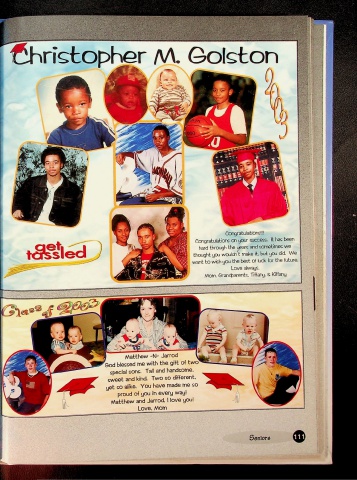 Christopher M. Golston
2003
get
tassled
Congratulations!!!
Congratulations on your success. It has been
hard through the years and sometimes we
thought you wouldn't make it, but you did. We
want to wish you the best of luck for the future.
Love always,
Mom, Grandparents, Tiffany & Kiffany
Class of 2003
Matthew -N- Jarrod
God blessed me with the gift of two
special sons. Tall and handsome,
sweet and kind. Two so different,
yet so alike. You have made me so
proud of you in every way!
Matthew and Jarrod, I love you!
Love, Mom
Seniors 111